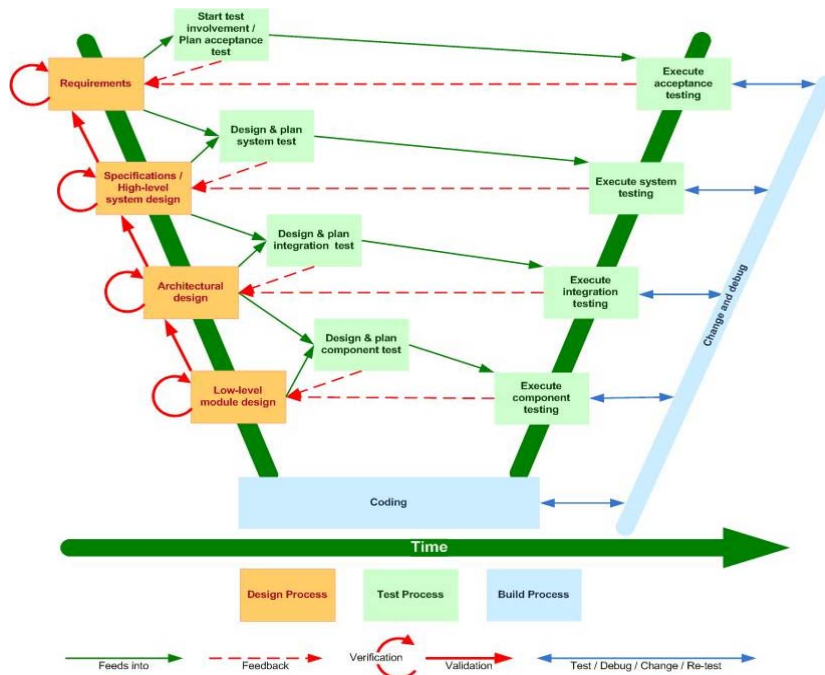 Start test
involvement /
Plan acceptance
test
Requirements
Execute
acceptance
testing
Design & plan
system test
Specifications /
High-level
system design
Execute system
testing
Design & plan
integration test
Architectural
design
Execute
integration
testing
Change and debug
Design & plan
component test
Low-level
module design
Execute
component
testing
Coding
Time
Design Process
Test Process
Build Process
Feeds into
Feedback
Verification
Validation
Test / Debug / Change / Re-test